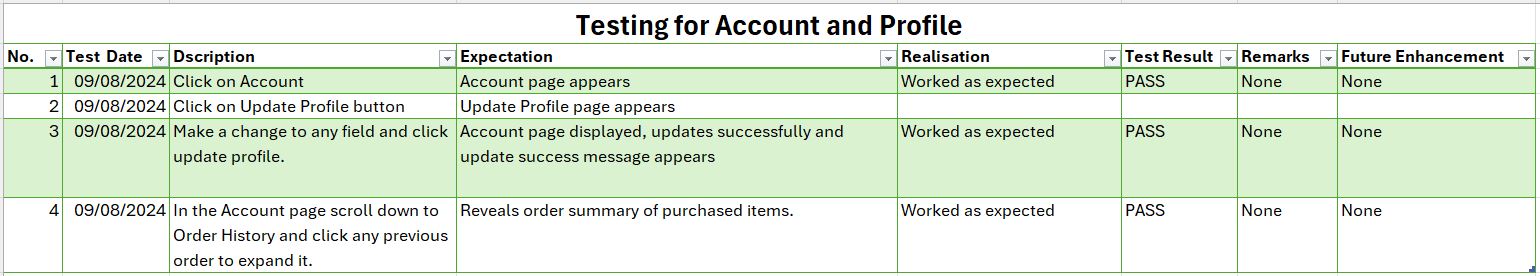 Testing for Account and Profile
No. Test Date Dscription Expectation Realisation Test Result Remarks Future Enhancement
1 09/08/2024 Click on Account Account page appears Worked as expected PASS None None
2 09/08/2024 Click on Update Profile button Update Profile page appears
3 09/08/2024 Make a change to any field and click Account page displayed, updates successfully and Worked as expected PASS None None
update profile. update success message appears
4 09/08/2024 In the Account page scroll down to Reveals order summary of purchased items. Worked as expected PASS None None
Order History and click any previous
order to expand it.